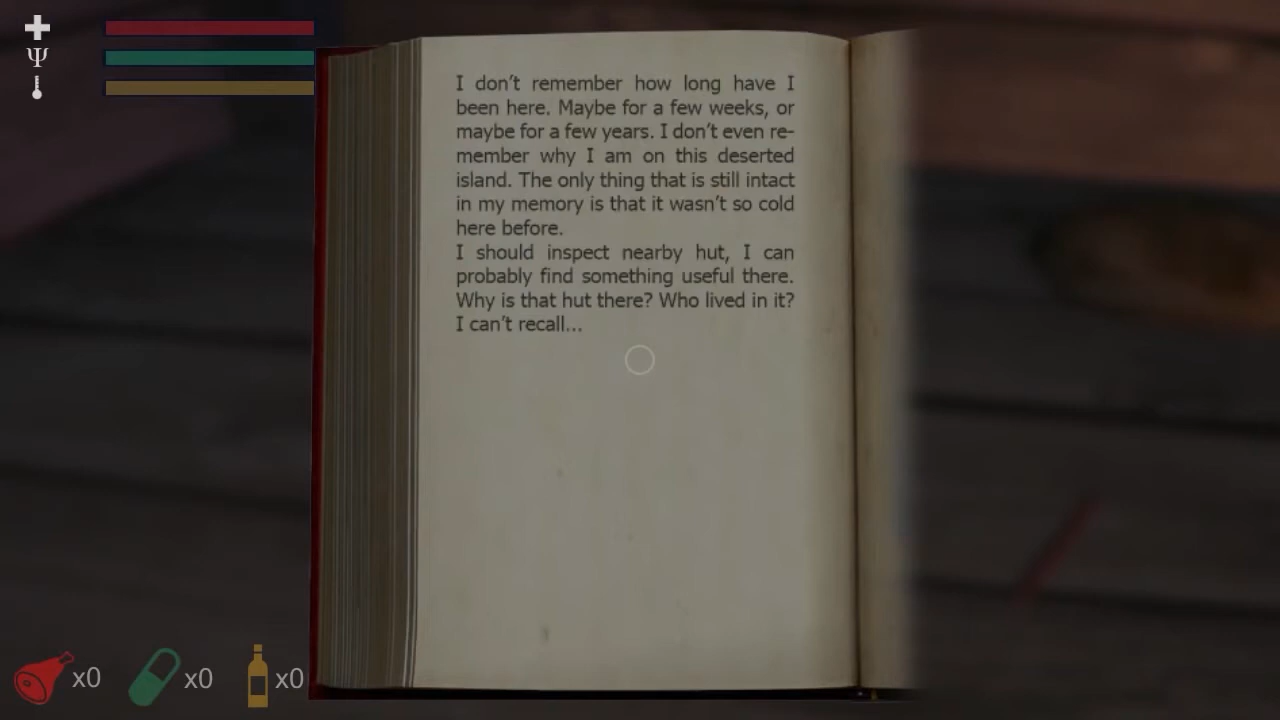 I don't remember how long have I
been here. Maybe for a few weeks, or
maybe for a few years. I don't even re-
member why I am on this deserted
island. The only thing that is still intact
in my memory is that it wasn't so cold
here before.
I should inspect nearby hut, I can
probably find something useful there.
Why is that hut there? Who lived in it?
I can't recall...
x0
x0
x0